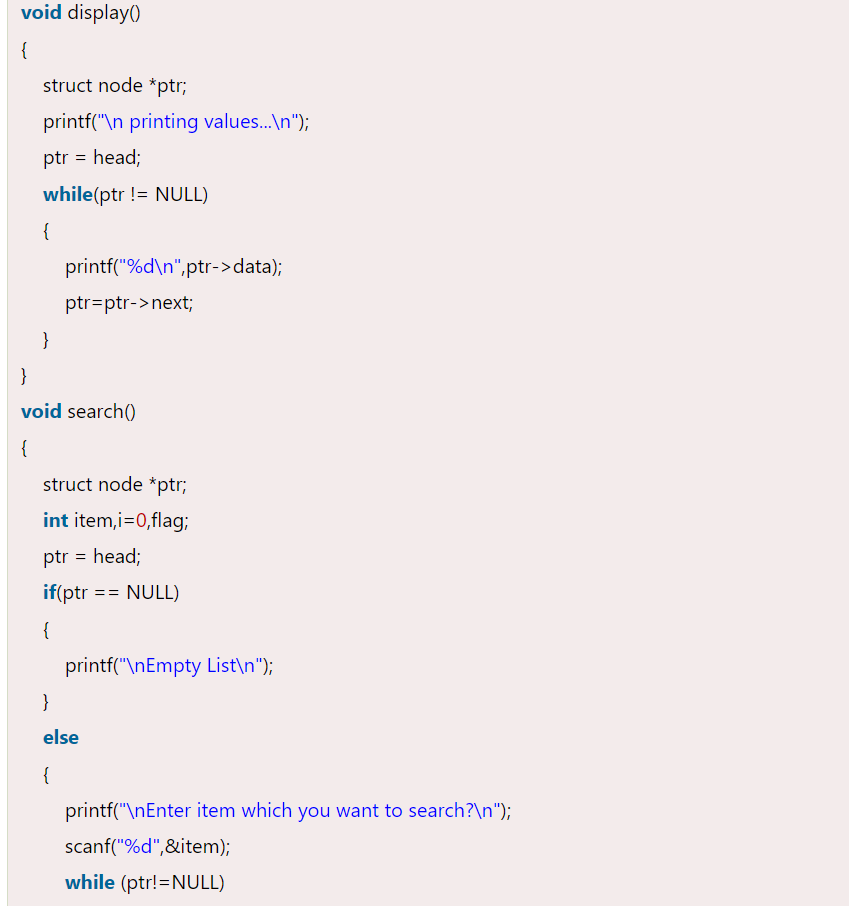 void display()
{
struct node *ptr;
printf("\n printing values...\n");
ptr = head;
while(ptr != NULL)
{
printf("%d\n",ptr->data);
ptr=ptr->next;
}
}
void search()
{
struct node *ptr;
int item,i=0,flag;
ptr = head;
if(ptr == NULL)
{
printf("\nEmpty List\n");
}
else
{
printf("\nEnter item which you want to search?\n");
scanf("%d",&item);
while (ptr!=NULL)